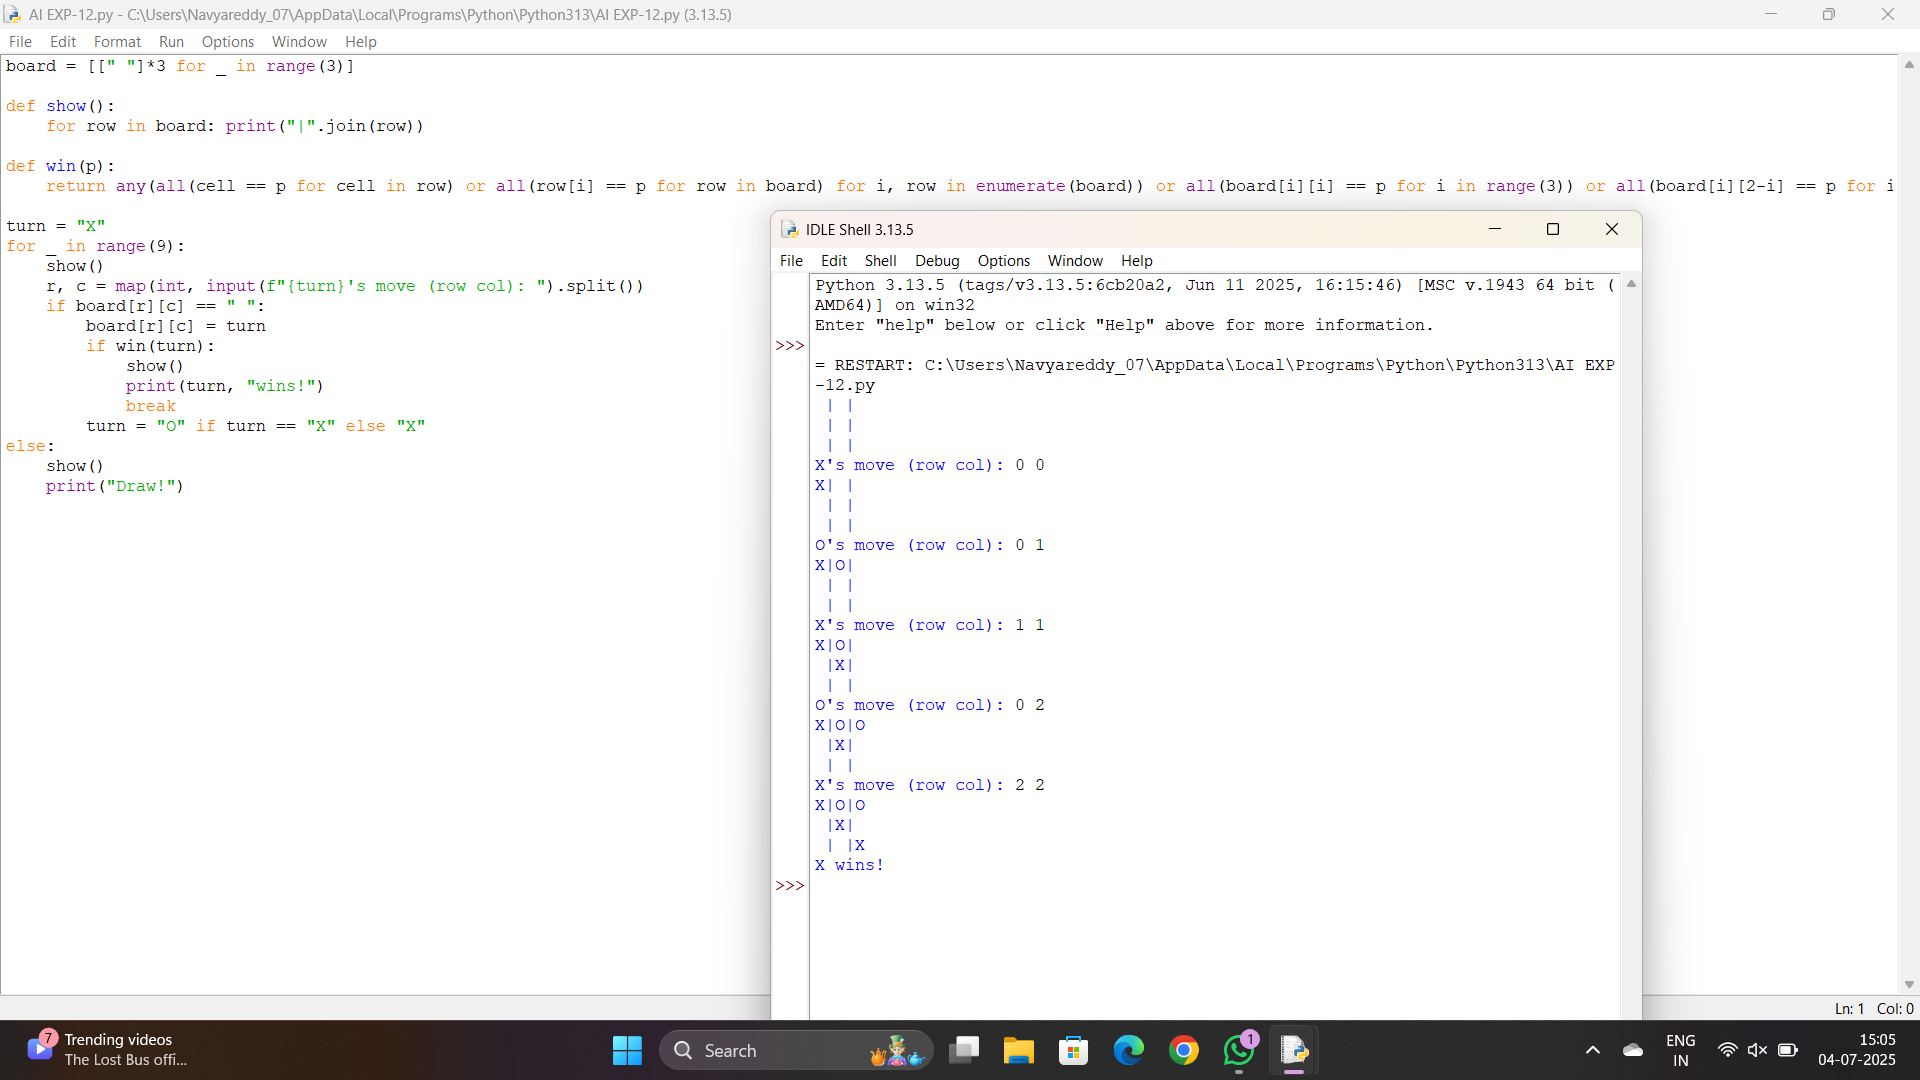 AI EXP-12.py - C:\Users\Navyareddy_07\AppData\Local\Programs\Python\Python313\AI EXP-12.py (3.13.5)
File Edit Format Run Options Window Help
board = [[" "]*3 for _ in range(3)]
def show():
    for row in board: print("|".join(row))
def win(p):
    return any(all(cell == p for cell in row) or all(row[i] == p for row in board) for i, row in enumerate(board)) or all(board[i][i] == p for i in range(3)) or all(board[i][2-i] == p for i
turn = "X"
for _ in range(9):
    show()
    r, c = map(int, input(f"{turn}'s move (row col): ").split())
    if board[r][c] == " ":
        board[r][c] = turn
        if win(turn):
            show()
            print(turn, "wins!")
            break
        turn = "O" if turn == "X" else "X"
else:
    show()
    print("Draw!")
IDLE Shell 3.13.5
File Edit Shell Debug Options Window Help
Python 3.13.5 (tags/v3.13.5:6cb20a2, Jun 11 2025, 16:15:46) [MSC v.1943 64 bit (
AMD64)] on win32
Enter "help" below or click "Help" above for more information.
>>>
= RESTART: C:\Users\Navyareddy_07\AppData\Local\Programs\Python\Python313\AI EXP
-12.py
 | |
 | |
 | |
X's move (row col): 0 0
X| |
 | |
 | |
O's move (row col): 0 1
X|O|
 | |
 | |
X's move (row col): 1 1
X|O|
 |X|
 | |
O's move (row col): 0 2
X|O|O
 |X|
 | |
X's move (row col): 2 2
X|O|O
 |X|
 | |X
X wins!
>>>
Ln: 1 Col: 0
7
Trending videos
The Lost Bus offi...
Search
1
ENG
IN
15:05
04-07-2025